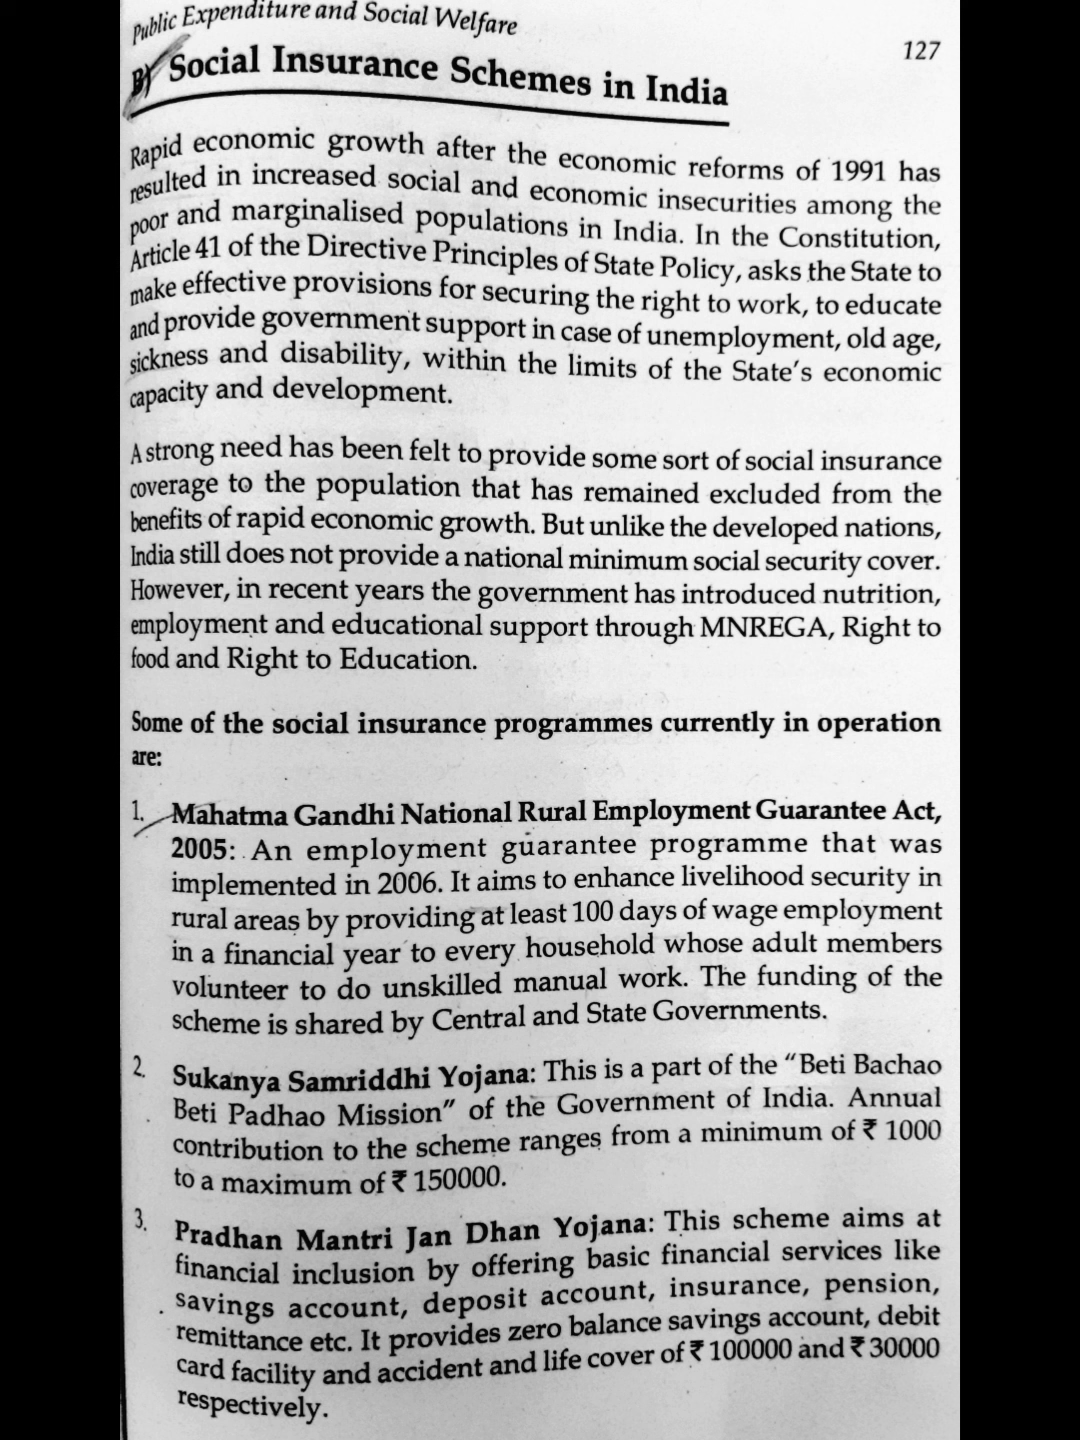 Public Expenditure and Social Welfare
127
B) Social Insurance Schemes in India
Rapid economic growth after the economic reforms of 1991 has
resulted in increased social and economic insecurities among the
poor and marginalised populations in India. In the Constitution,
Article 41 of the Directive Principles of State Policy, asks the State to
make effective provisions for securing the right to work, to educate
and provide government support in case of unemployment, old age,
sickness and disability, within the limits of the State's economic
capacity and development.
A strong need has been felt to provide some sort of social insurance
coverage to the population that has remained excluded from the
benefits of rapid economic growth. But unlike the developed nations,
India still does not provide a national minimum social security cover.
However, in recent years the government has introduced nutrition,
employment and educational support through MNREGA, Right to
food and Right to Education.
Some of the social insurance programmes currently in operation
are:
1. Mahatma Gandhi National Rural Employment Guarantee Act,
2005: An employment guarantee programme that was
implemented in 2006. It aims to enhance livelihood security in
rural areas by providing at least 100 days of wage employment
in a financial year to every household whose adult members
volunteer to do unskilled manual work. The funding of the
scheme is shared by Central and State Governments.
2. Sukanya Samriddhi Yojana: This is a part of the "Beti Bachao
Beti Padhao Mission" of the Government of India. Annual
contribution to the scheme ranges from a minimum of ₹ 1000
to a maximum of ₹ 150000.
3. Pradhan Mantri Jan Dhan Yojana: This scheme aims at
financial inclusion by offering basic financial services like
savings account, deposit account, insurance, pension,
remittance etc. It provides zero balance savings account, debit
card facility and accident and life cover of ₹ 100000 and ₹ 30000
respectively.